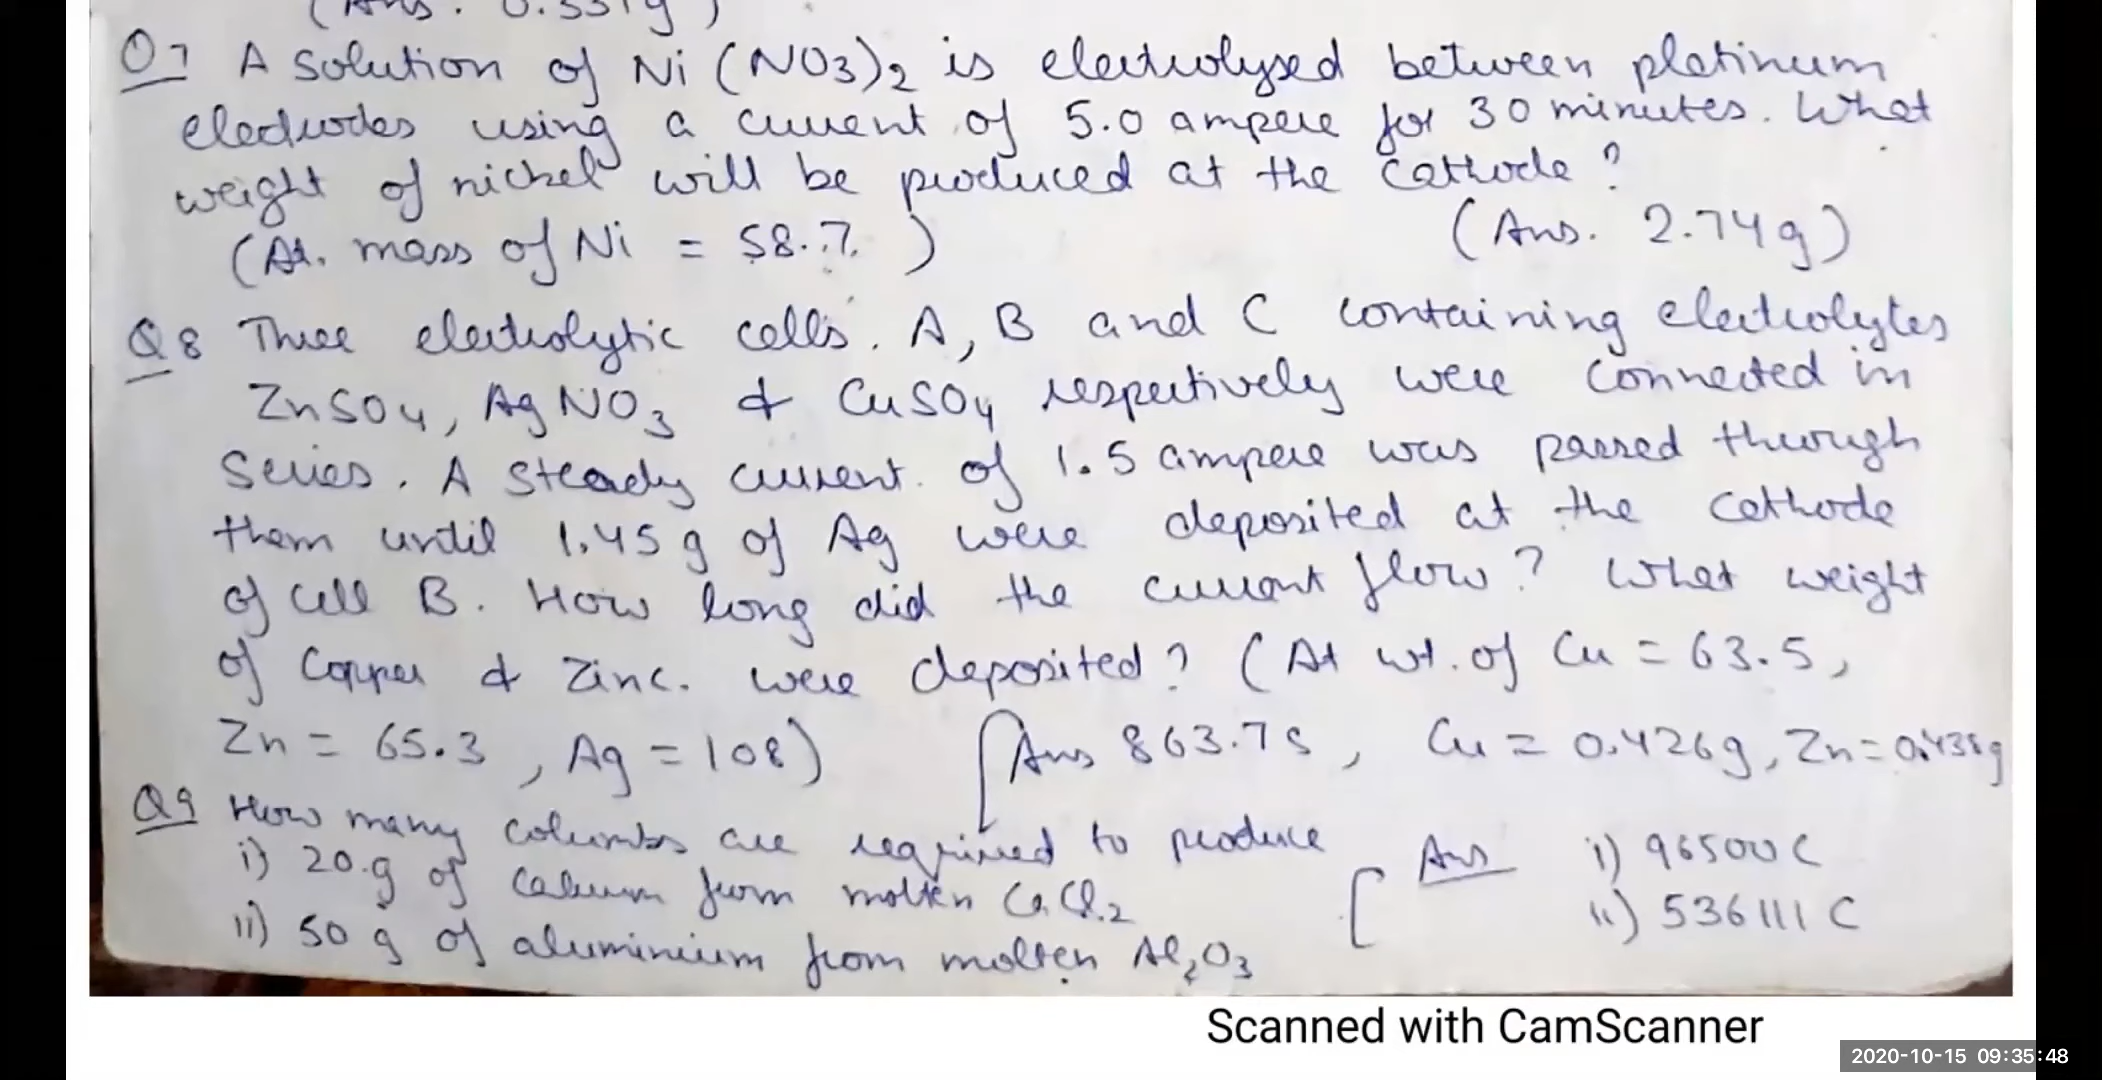 (Ans. 0.331g)
Q7 A solution of Ni(NO3)2 is electrolysed between platinum
electrodes using a current of 5.0 ampere for 30 minutes. What
weight of nickel will be produced at the cathode?
(At. mass of Ni = 58.7.) (Ans. 2.74g)
Q8 Three electrolytic cells. A, B and C containing electrolytes
ZnSO4, AgNO3 & CuSO4 respectively were connected in
Series. A steady current of 1.5 ampere was passed through
them until 1.45 g of Ag were deposited at the cathode
of cell B. How long did the current flow? What weight
of Copper & Zinc. were deposited? (At wt. of Cu = 63.5,
Zn = 65.3, Ag = 108) [Ans 863.7s, Cu = 0.426g, Zn = 0.438g
Q9 How many columbs are required to produce
i) 20.g of calcium from molten CaCl2 [Ans i) 96500C
ii) 50 g of aluminium from molten Al2O3 ii) 536111 C
Scanned with CamScanner
2020-10-15 09:35:48